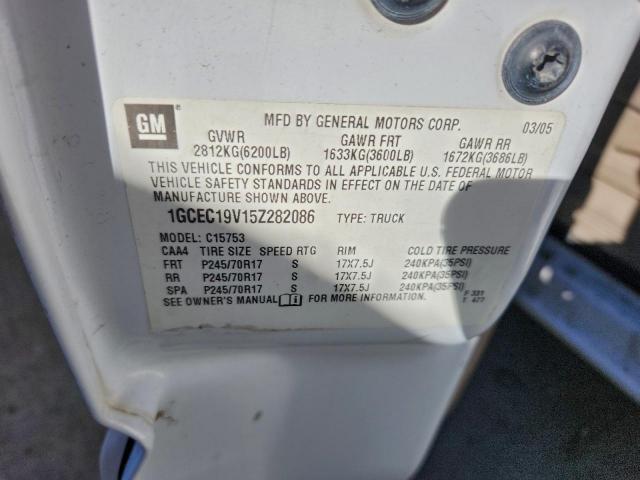 GM
MFD BY GENERAL MOTORS CORP. 03/05
GVWR GAWR FRT GAWR RR
2812KG(6200LB) 1633KG(3600LB) 1672KG(3686LB)
THIS VEHICLE CONFORMS TO ALL APPLICABLE U.S. FEDERAL MOTOR
VEHICLE SAFETY STANDARDS IN EFFECT ON THE DATE OF
MANUFACTURE SHOWN ABOVE.
1GCEC19V15Z282086 TYPE: TRUCK
MODEL: C15753
CAA4 TIRE SIZE SPEED RTG RIM COLD TIRE PRESSURE
FRT P245/70R17 S 17X7.5J 240KPA(35PSI)
RR P245/70R17 S 17X7.5J 240KPA(35PSI)
SPA P245/70R17 S 17X7.5J 240KPA(35PSI)
SEE OWNER'S MANUAL FOR MORE INFORMATION.
F 331
T 477